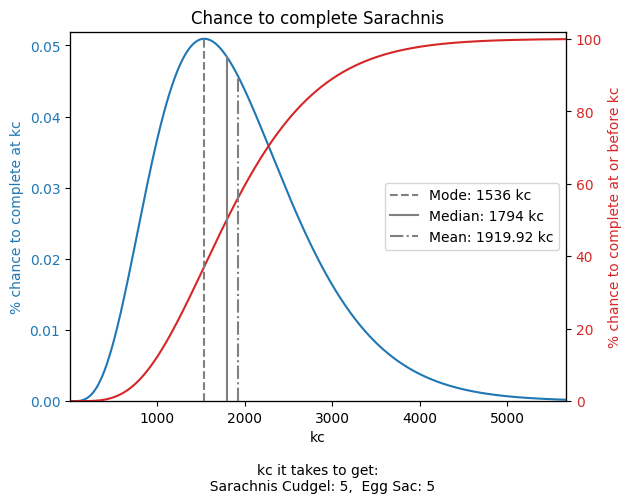 Chance to complete Sarachnis
% chance to complete at kc
0.05
0.04
0.03
0.02
0.01
0.00
100
80
60
40
20
0
% chance to complete at or before kc
Mode: 1536 kc
Median: 1794 kc
Mean: 1919.92 kc
1000 2000 3000 4000 5000
kc
kc it takes to get:
Sarachnis Cudgel: 5, Egg Sac: 5